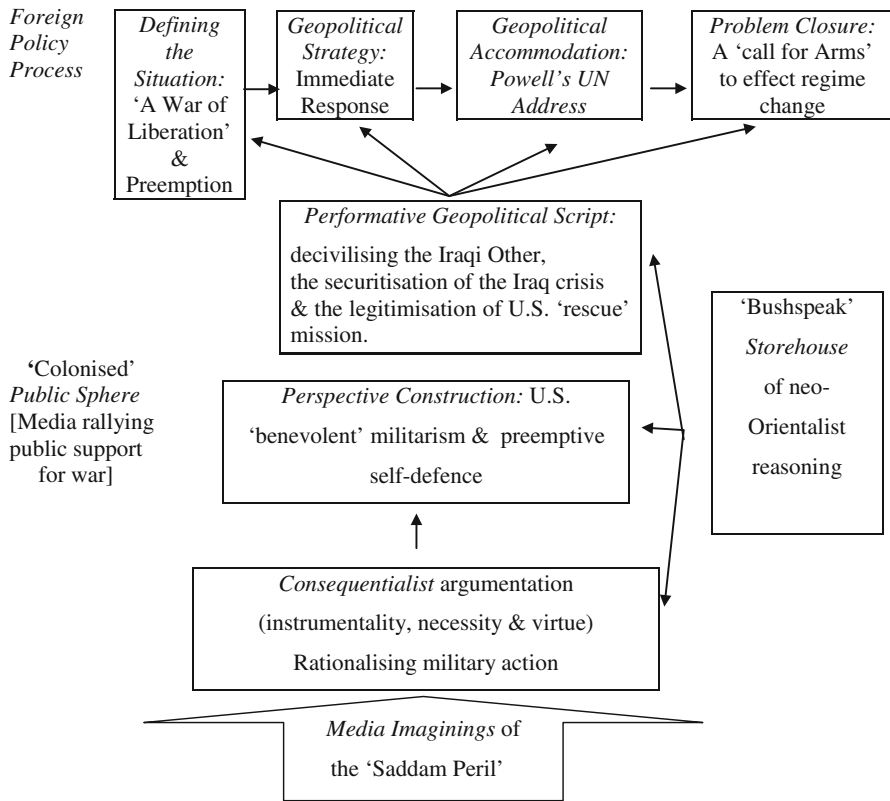 Foreign
Policy
Process
Defining
the
Situation:
‘A War of
Liberation’
&
Preemption
Geopolitical
Strategy:
Immediate
Response
Geopolitical
Accommodation:
Powell’s UN
Address
Problem Closure:
A ‘call for Arms’
to effect regime
change
Performative Geopolitical Script:
decivilising the Iraqi Other,
the securitisation of the Iraq crisis
& the legitimisation of U.S. ‘rescue’
mission.
‘Bushspeak’
Storehouse
of neo-
Orientalist
reasoning
‘Colonised’
Public Sphere
[Media rallying
public support
for war]
Perspective Construction: U.S.
‘benevolent’ militarism & preemptive
self-defence
Consequentialist argumentation
(instrumentality, necessity & virtue)
Rationalising military action
Media Imaginings of
the ‘Saddam Peril’